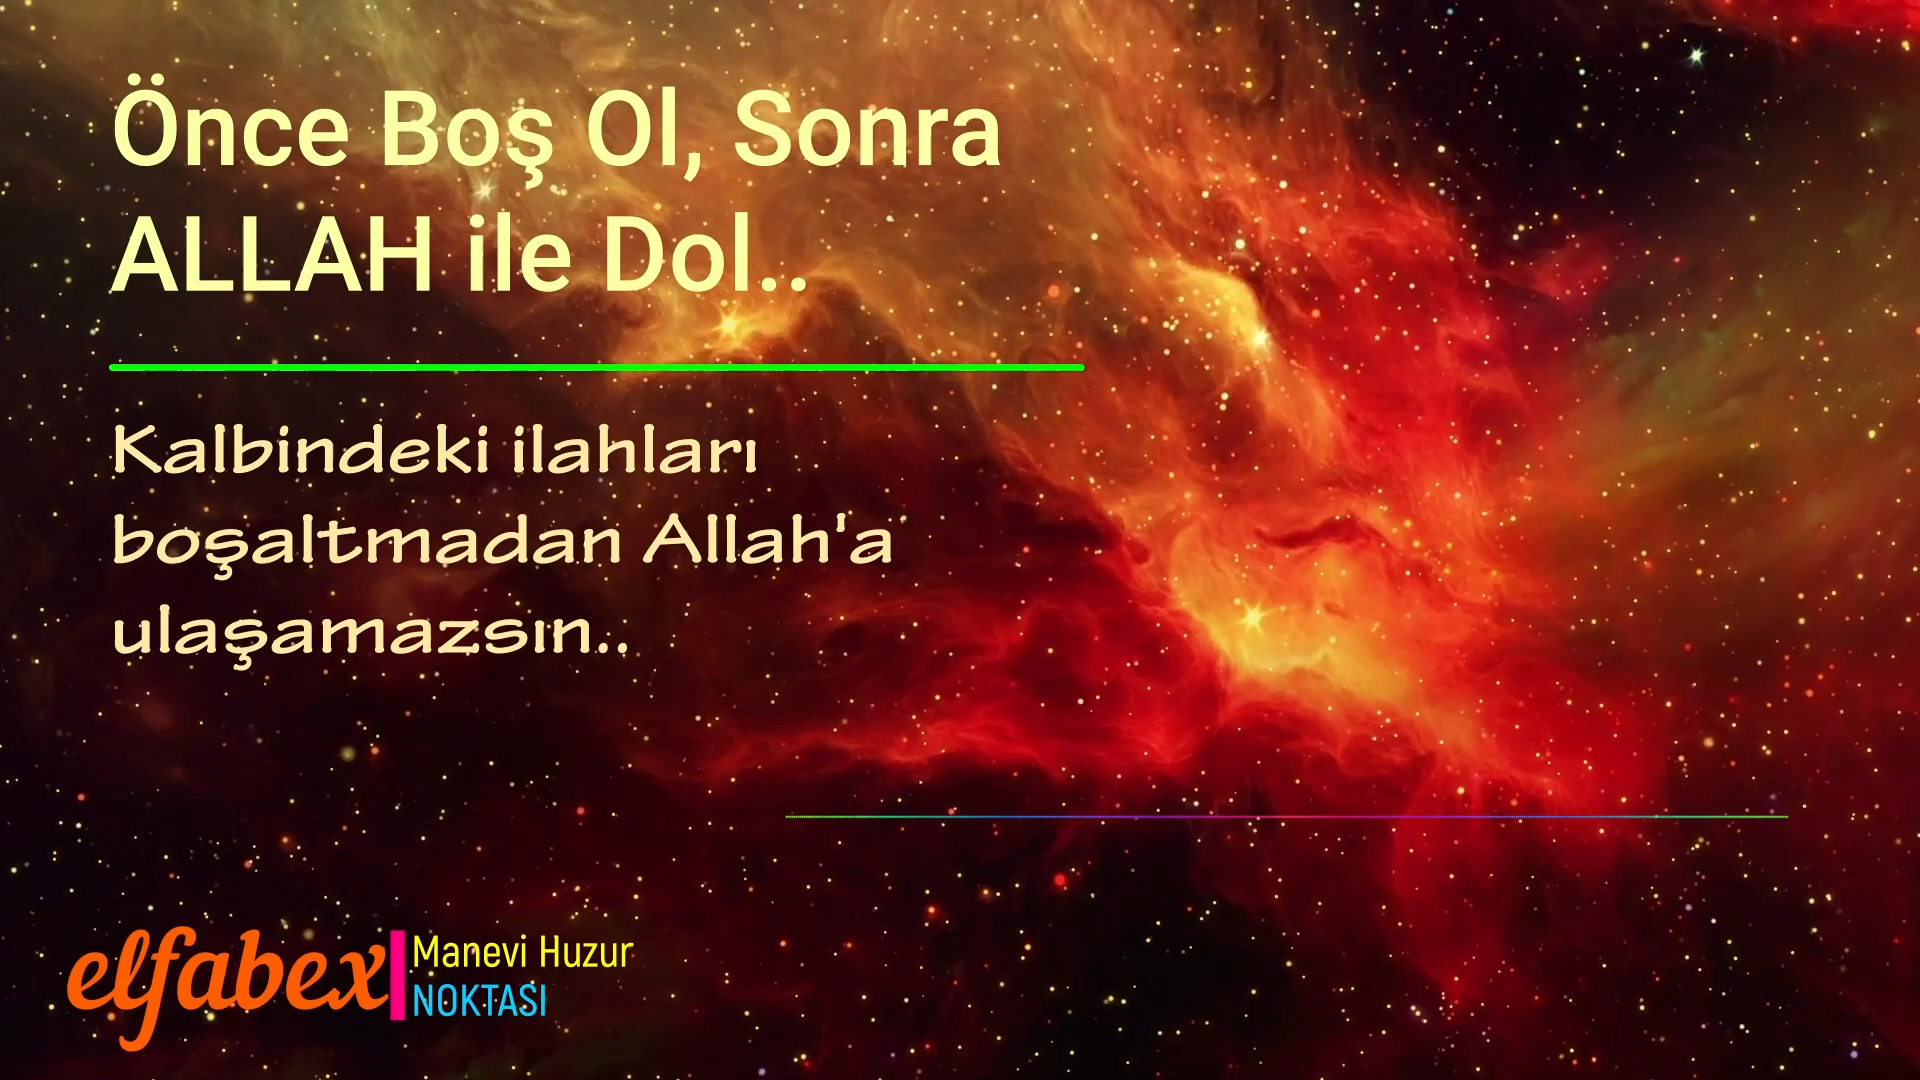 Önce Boş Ol, Sonra
ALLAH ile Dol..
Kalbindeki ilahları
boşaltmadan Allah'a
ulaşamazsın..
elfabex
Manevi Huzur
NOKTASI